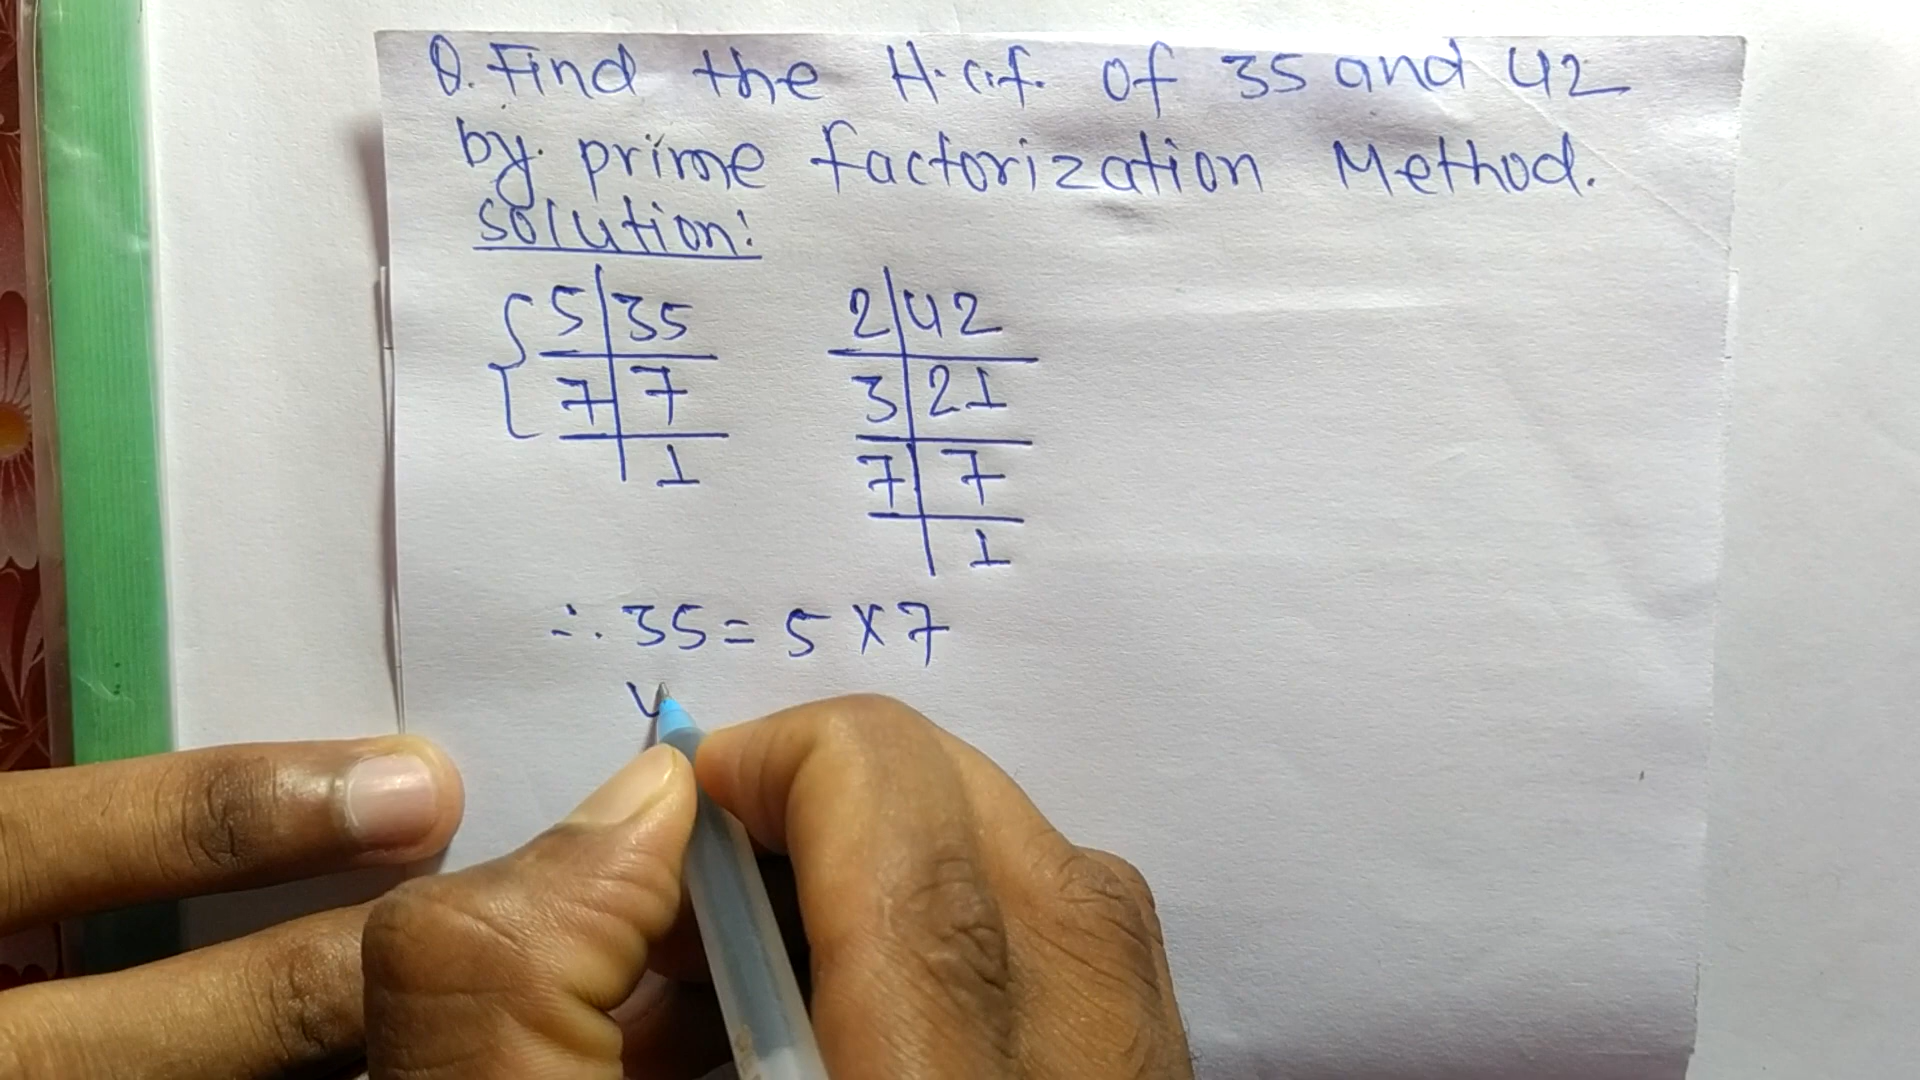 Q. Find the H.C.f. of 35 and 42
by prime factorization Method.
Solution:
5 35
7 7
1
2 42
3 21
7 7
1
∴ 35 = 5 × 7